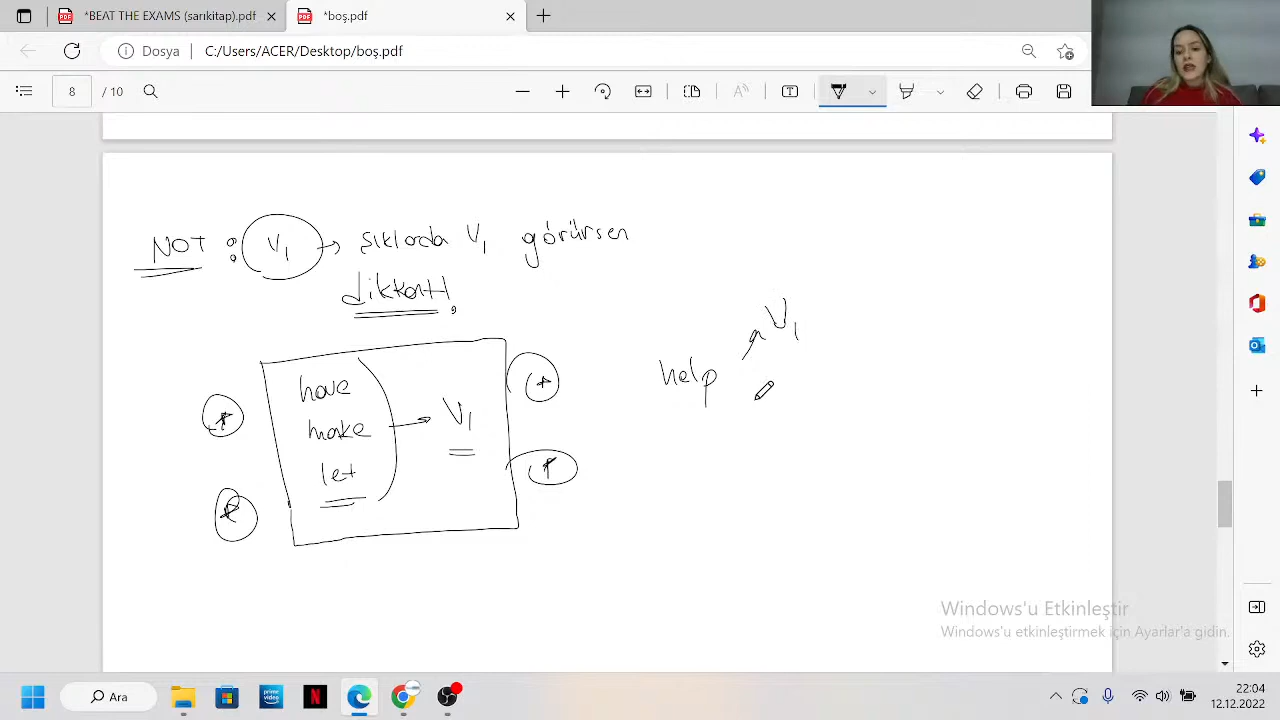 *BEAT THE EXAMS (sarıkitap).pdf
*boş.pdf
Dosya
C:/Users/ACER/Desktop/boş.pdf
8
/ 10
NOT : V1 → şıklarda V1 görürsen
dikkat!
have
make
let
→ V1
help
V1
Windows'u Etkinleştir
Windows'u etkinleştirmek için Ayarlar'a gidin.
Ara
prime
video
N
22:04
12.12.2022